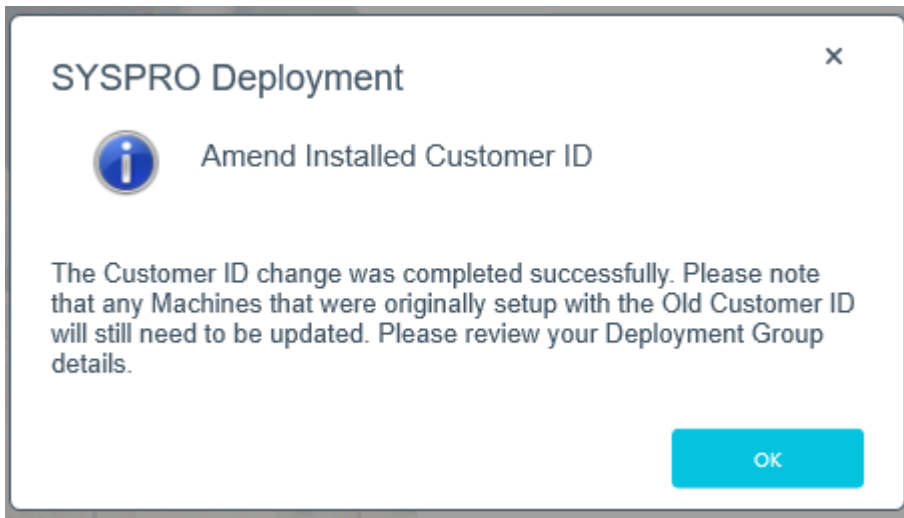 SYSPRO Deployment
Amend Installed Customer ID
The Customer ID change was completed successfully. Please note
that any Machines that were originally setup with the Old Customer ID
will still need to be updated. Please review your Deployment Group
details.
OK